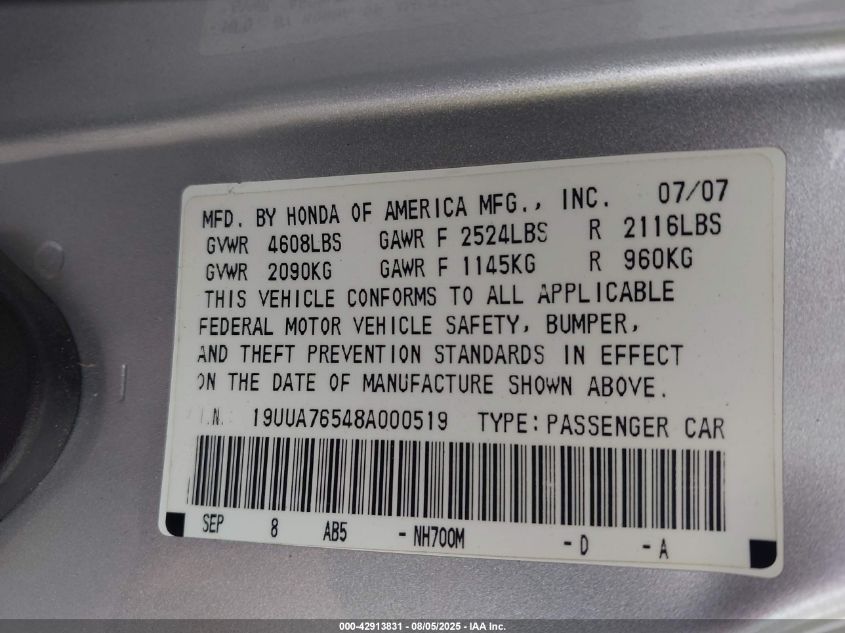 MFD. BY HONDA OF AMERICA MFG., INC. 07/07
GVWR 4608LBS GAWR F 2524LBS R 2116LBS
GVWR 2090KG GAWR F 1145KG R 960KG
THIS VEHICLE CONFORMS TO ALL APPLICABLE
FEDERAL MOTOR VEHICLE SAFETY, BUMPER,
AND THEFT PREVENTION STANDARDS IN EFFECT
ON THE DATE OF MANUFACTURE SHOWN ABOVE.
19UUA76548A000519 TYPE: PASSENGER CAR
SEP 8 AB5 - NH700M - D - A
000-42913831 - 08/05/2025 - IAA Inc.